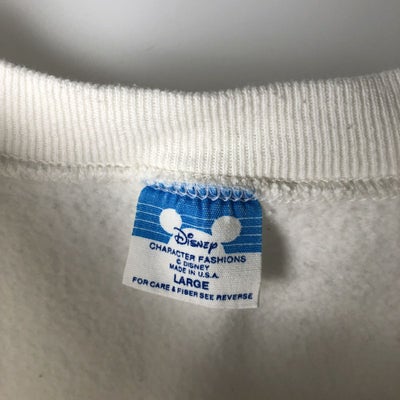 Disney
CHARACTER FASHIONS
© DISNEY
MADE IN U.S.A.
LARGE
FOR CARE & FIBER SEE REVERSE